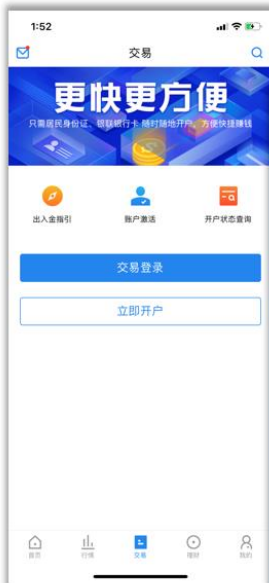 1:52
交易
更快更方便
只需居民身份证、银联银行卡 随时随地开户，方便快捷赚钱
出入金指引
账户激活
开户状态查询
交易登录
立即开户
首页
行情
交易
理财
我的